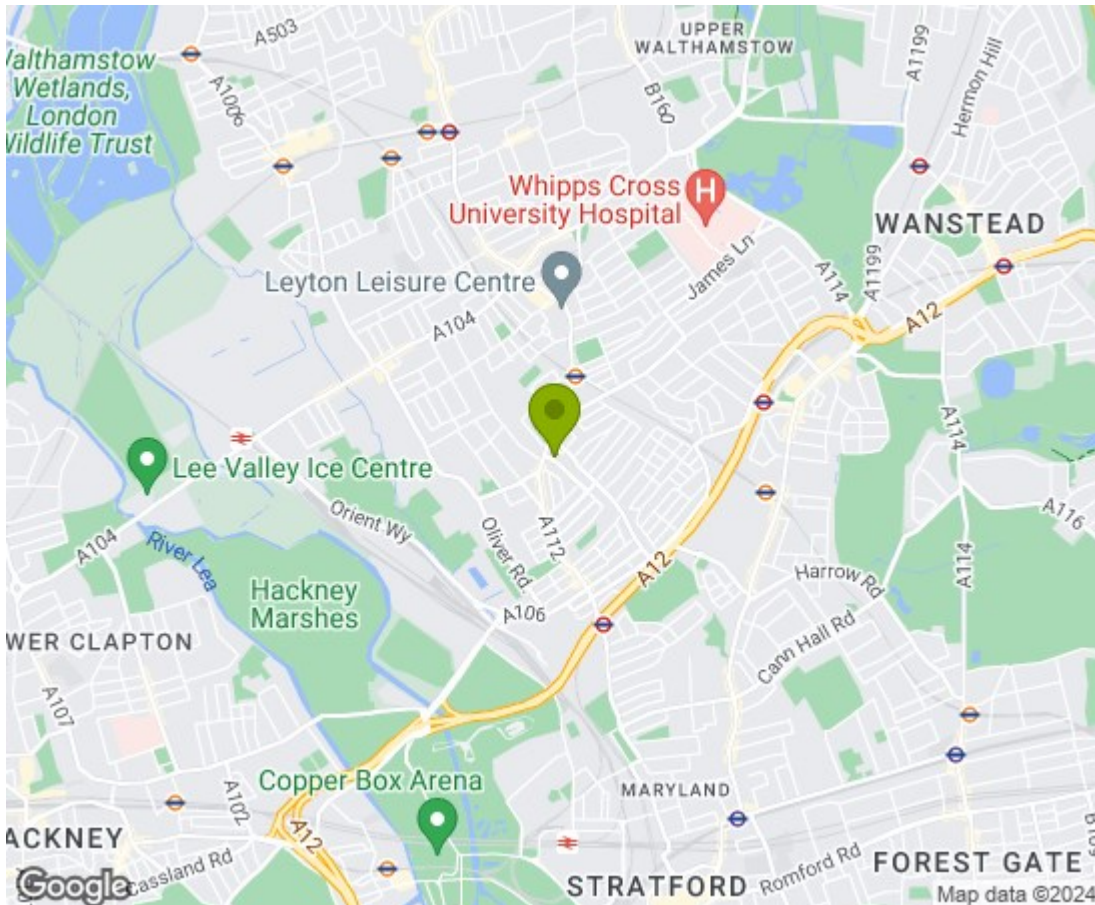 A503
UPPER
WALTHAMSTOW
A1199
Hermon Hill
Walthamstow
Wetlands,
London
Wildlife Trust
A1006
B160
Whipps Cross
University Hospital
H
WANSTEAD
James Ln
A114
A1199
Leyton Leisure Centre
A104
A12
A114
Lee Valley Ice Centre
A104
River Lea
Orient Wy
Oliver Rd
A112
A116
A12
A114
Harrow Rd
Hackney
Marshes
A106
Cann Hall Rd
WER CLAPTON
A107
Copper Box Arena
A102
MARYLAND
ACKNEY
A12
Cassland Rd
Romford Rd
FOREST GATE
STRATFORD
Google
Map data ©2024